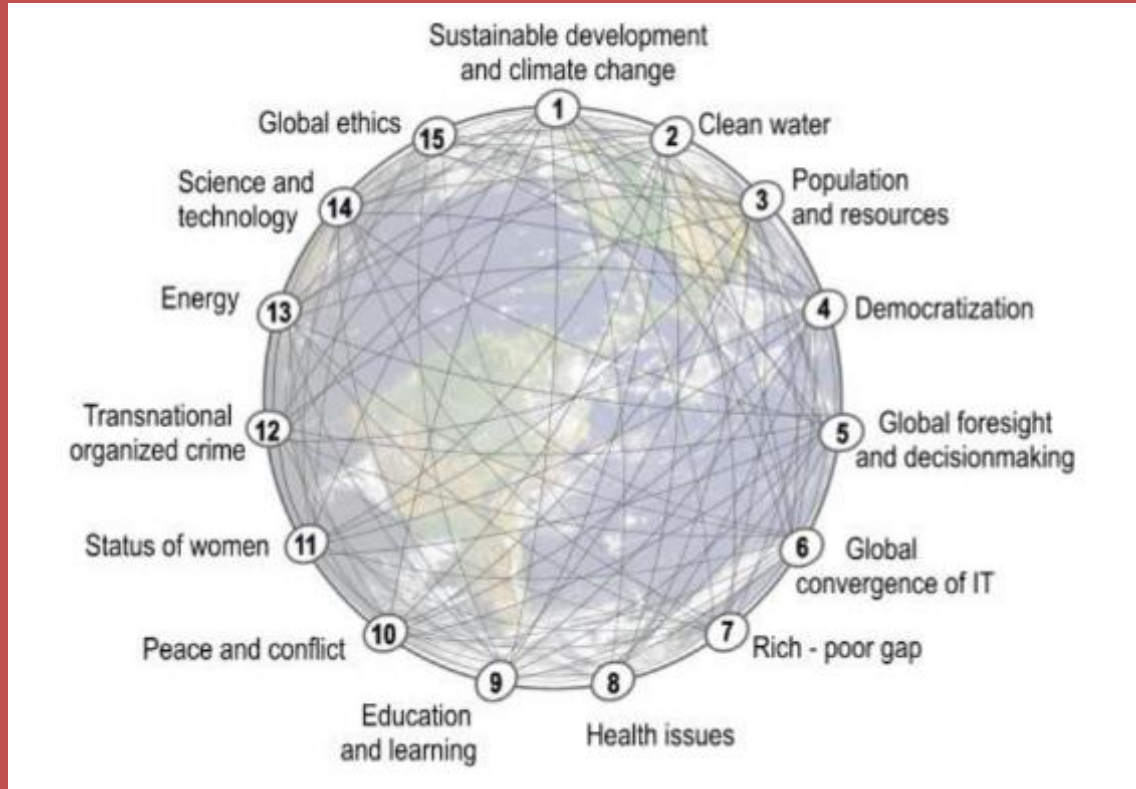 Sustainable development
and climate change
1
2
Clean water
3
Population
and resources
4
Democratization
5
Global foresight
and decisionmaking
6
Global
convergence of IT
7
Rich - poor gap
8
Health issues
9
Education
and learning
10
Peace and conflict
11
Status of women
12
Transnational
organized crime
13
Energy
14
Science and
technology
15
Global ethics